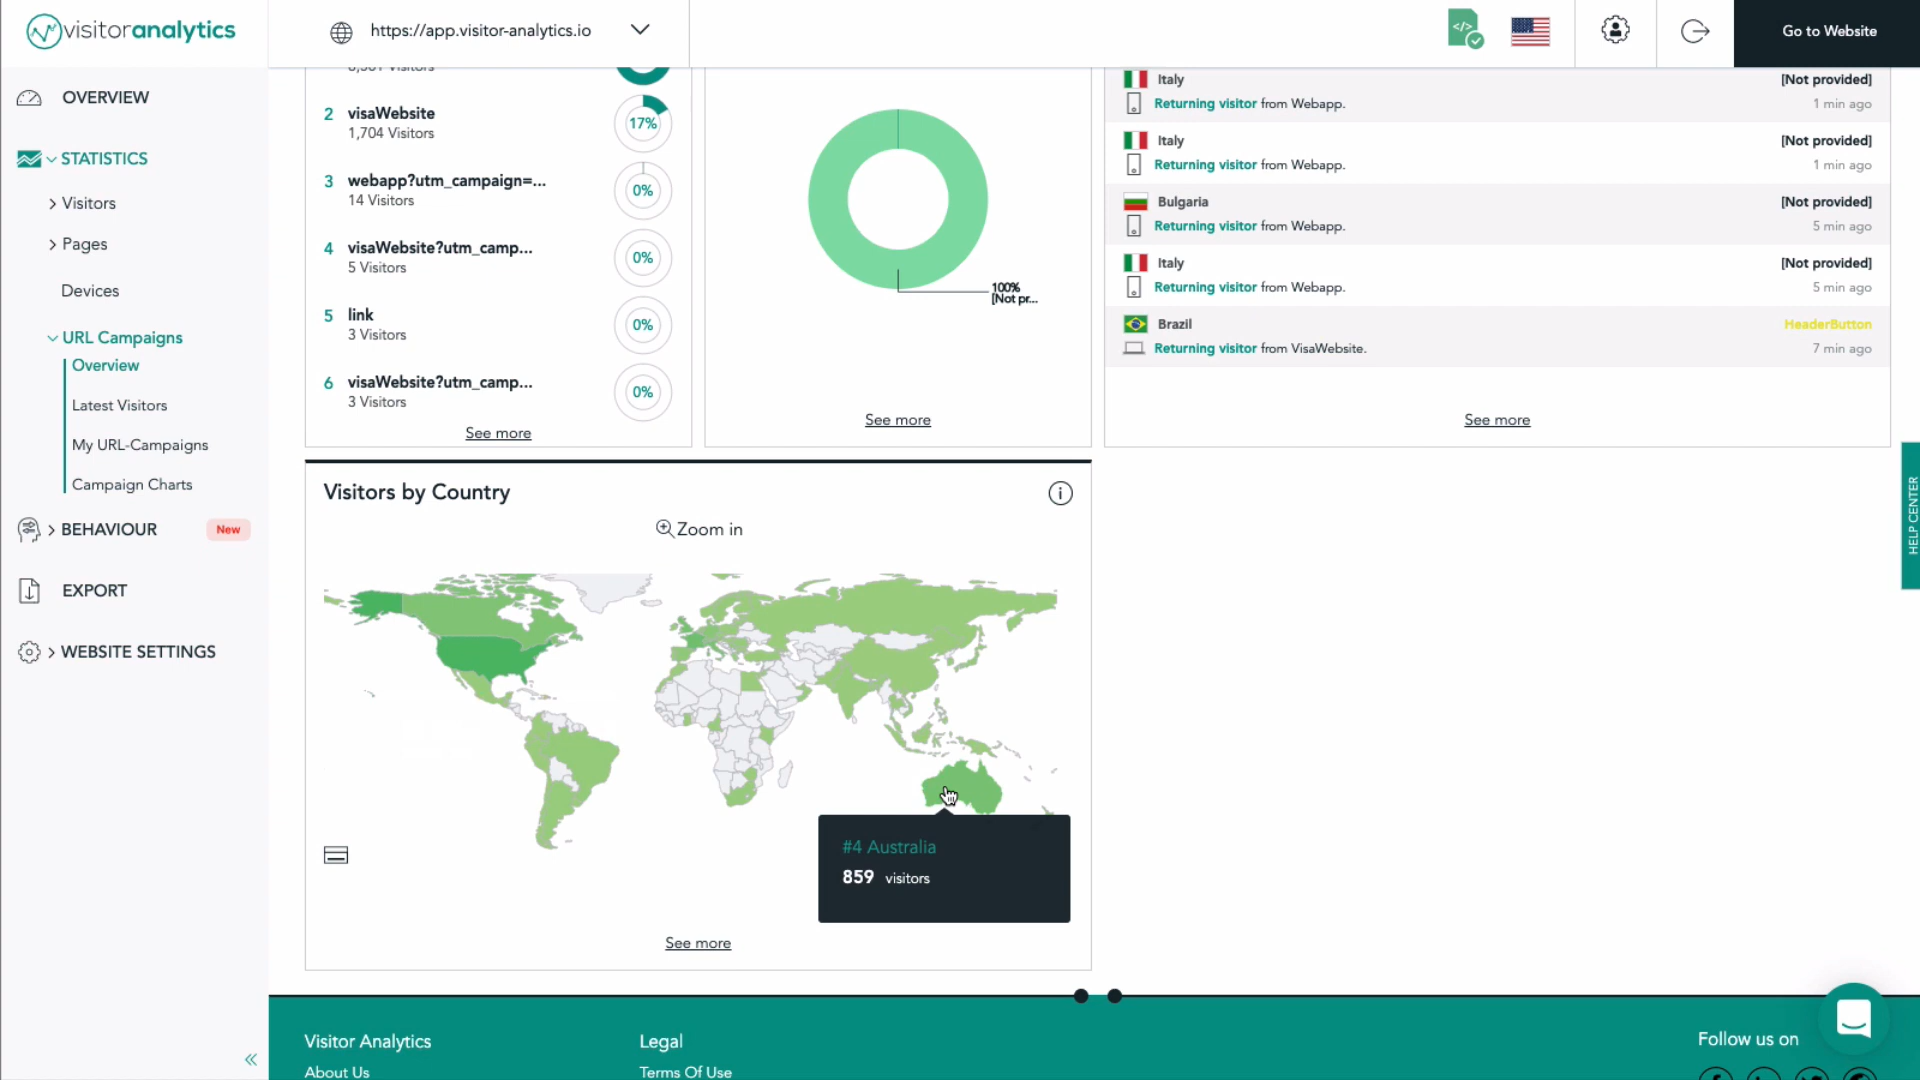 visitoranalytics
https://app.visitor-analytics.io
Go to Website
OVERVIEW
STATISTICS
Visitors
Pages
Devices
URL Campaigns
Overview
Latest Visitors
My URL-Campaigns
Campaign Charts
BEHAVIOUR
New
EXPORT
WEBSITE SETTINGS
2 visaWebsite
1,704 Visitors
17%
3 webapp?utm_campaign=...
14 Visitors
0%
4 visaWebsite?utm_camp...
5 Visitors
0%
5 link
3 Visitors
0%
6 visaWebsite?utm_camp...
3 Visitors
0%
See more
100%
[Not pr...
See more
Italy [Not provided]
Returning visitor from Webapp. 1 min ago
Italy [Not provided]
Returning visitor from Webapp. 1 min ago
Bulgaria [Not provided]
Returning visitor from Webapp. 5 min ago
Italy [Not provided]
Returning visitor from Webapp. 5 min ago
Brazil HeaderButton
Returning visitor from VisaWebsite. 7 min ago
See more
Visitors by Country
Zoom in
#4 Australia
859 visitors
See more
HELP CENTER
Visitor Analytics
About Us
Legal
Terms Of Use
Follow us on